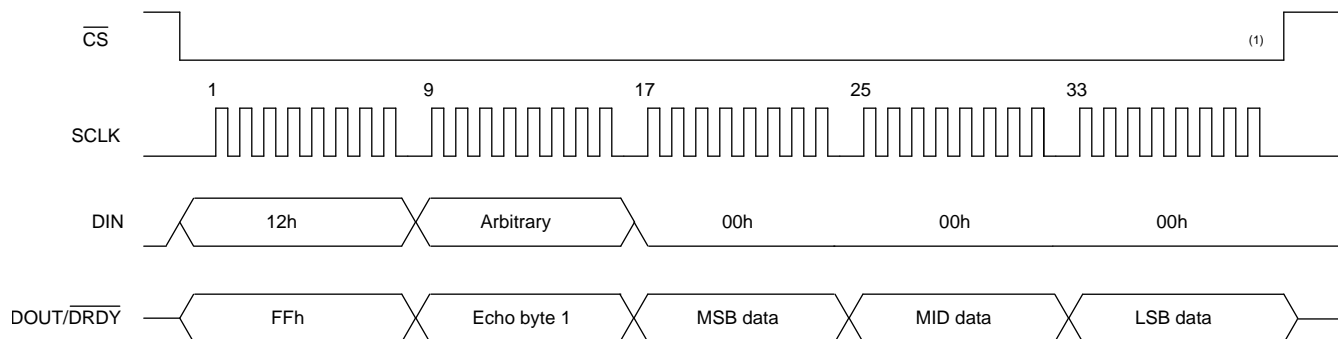 CS (1)
1 9 17 25 33
SCLK
DIN 12h Arbitrary 00h 00h 00h
DOUT/DRDY FFh Echo byte 1 MSB data MID data LSB data